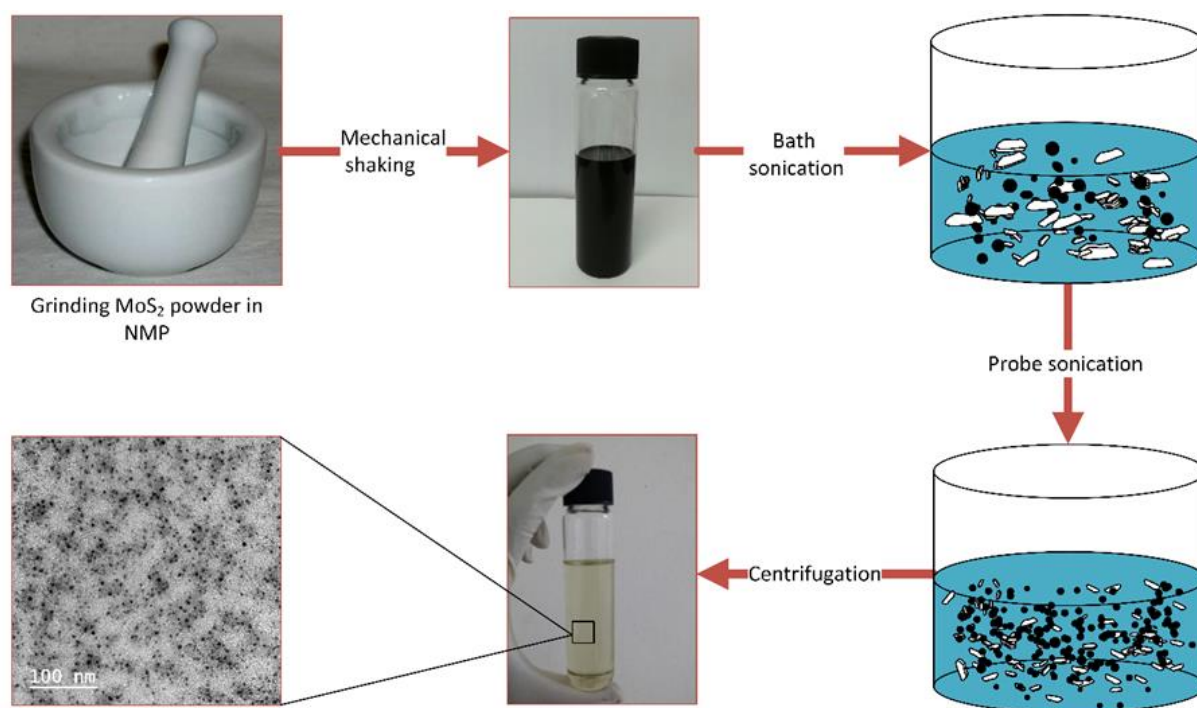 Mechanical
shaking
Bath
sonication
Grinding MoS₂ powder in
NMP
Probe sonication
Centrifugation
100 nm